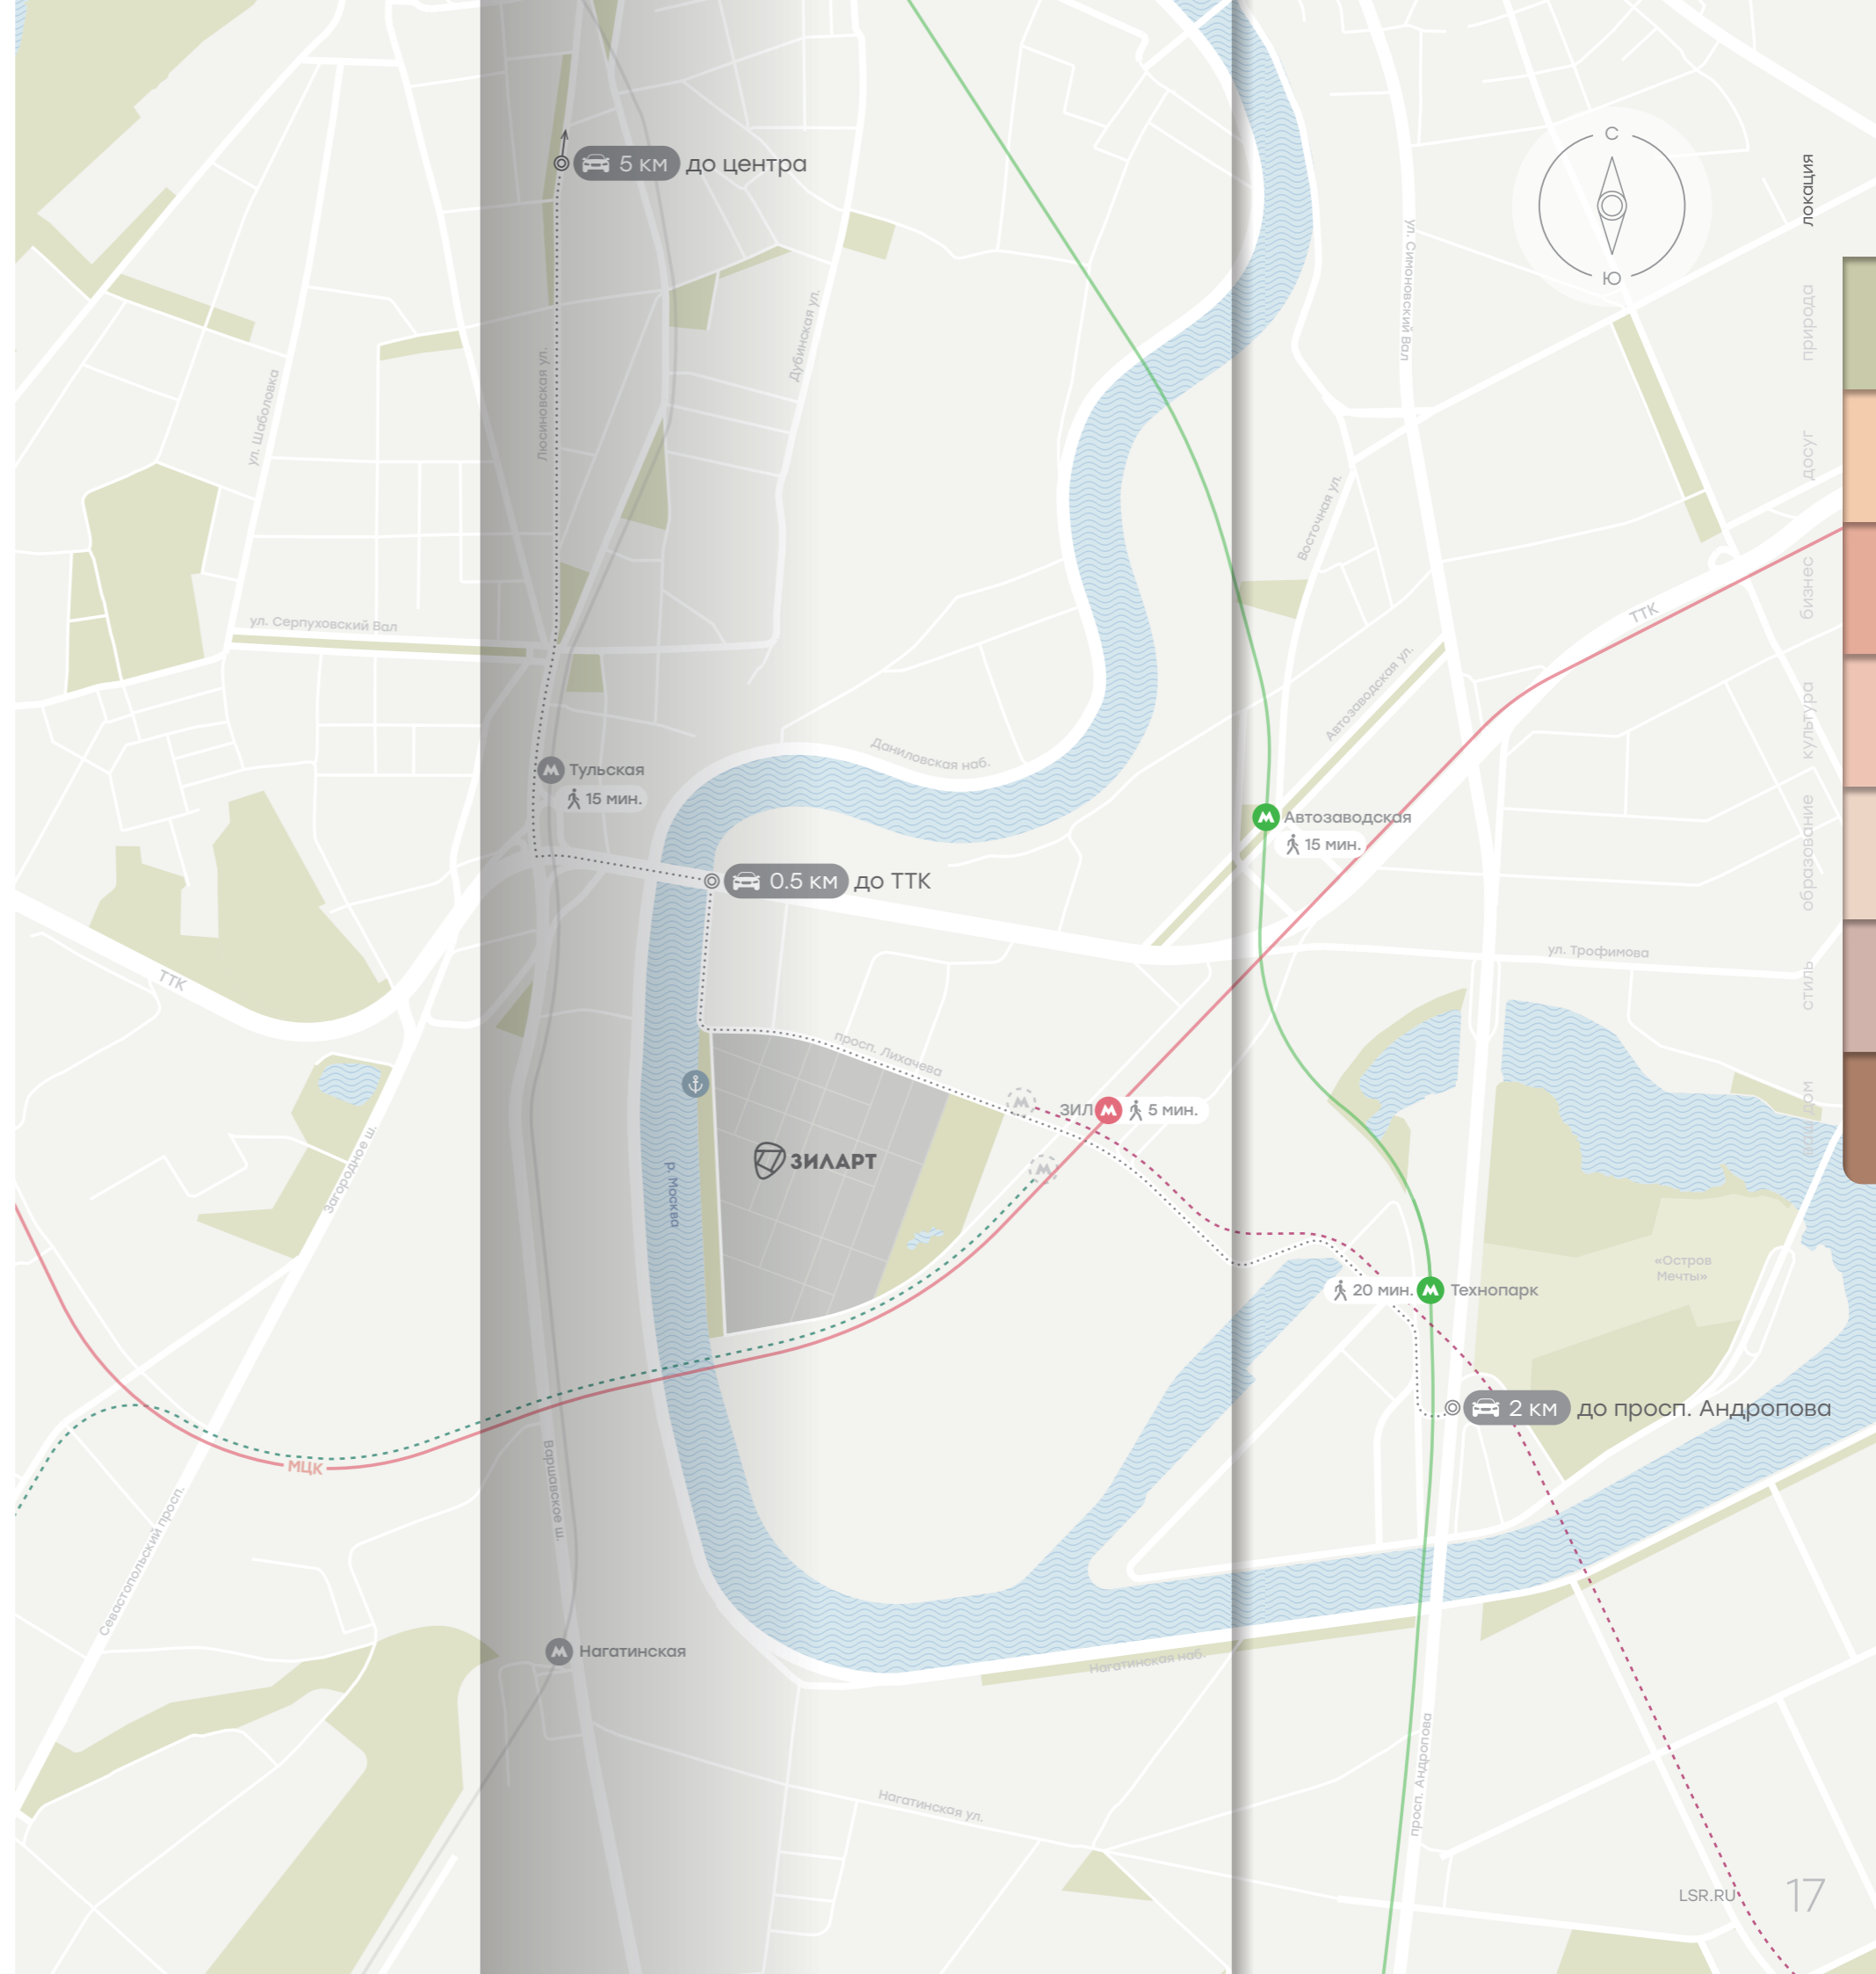 С
Ю
локация
природа
досуг
бизнес
культура
образование
стиль
дом
5 км до центра
Люсиновская ул.
Дубинская ул.
ул. Шаболовка
ул. Симоновский Вал
Восточная ул.
ТТК
ул. Серпуховский Вал
Автозаводская ул.
Даниловская наб.
Тульская
15 мин.
Автозаводская
15 мин.
0.5 км до ТТК
ул. Трофимова
ТТК
просп. Лихачева
ЗИЛ
5 мин.
ЗИЛАРТ
р. Москва
Загородное ш.
«Остров
Мечты»
20 мин.
Технопарк
2 км до просп. Андропова
МЦК
Варшавское ш.
Севастопольский просп.
Нагатинская
Нагатинская наб.
просп. Андропова
Нагатинская ул.
LSR.RU
17